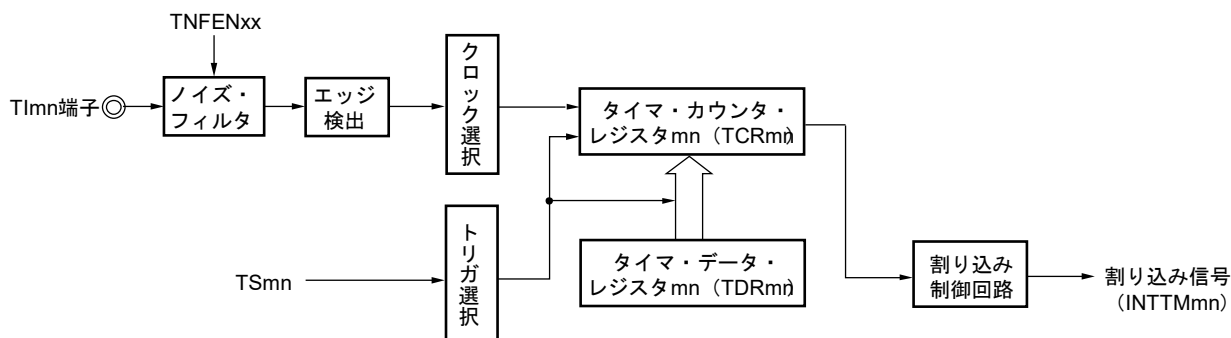 TNFENxx
TImn端子
ノイズ・
フィルタ
エッジ
検出
クロック選択
タイマ・カウンタ・
レジスタmn（TCRmn）
TSmn
トリガ選択
タイマ・データ・
レジスタmn（TDRmn）
割り込み
制御回路
割り込み信号
（INTTMmn）